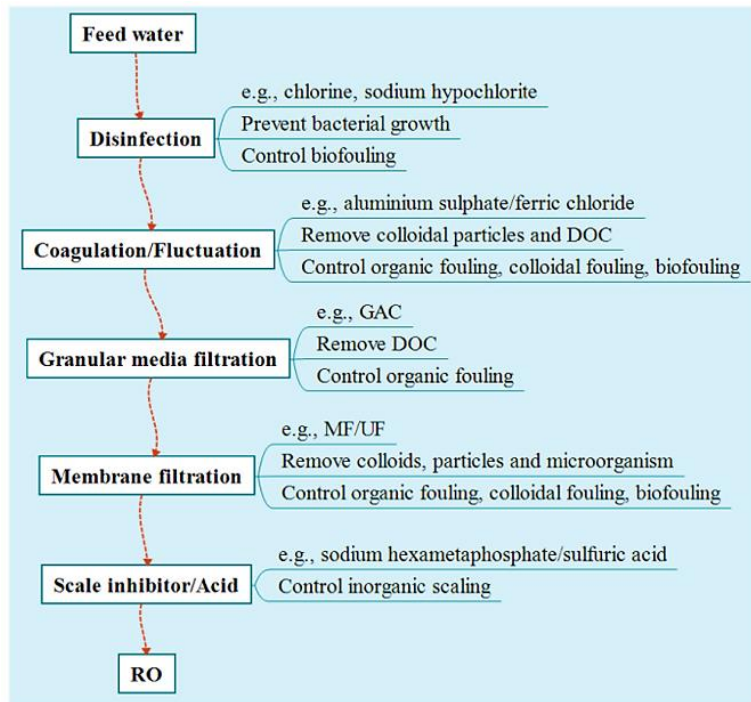 Feed water
e.g., chlorine, sodium hypochlorite
Disinfection
Prevent bacterial growth
Control biofouling
e.g., aluminium sulphate/ferric chloride
Coagulation/Fluctuation
Remove colloidal particles and DOC
Control organic fouling, colloidal fouling, biofouling
e.g., GAC
Granular media filtration
Remove DOC
Control organic fouling
e.g., MF/UF
Membrane filtration
Remove colloids, particles and microorganism
Control organic fouling, colloidal fouling, biofouling
e.g., sodium hexametaphosphate/sulfuric acid
Scale inhibitor/Acid
Control inorganic scaling
RO